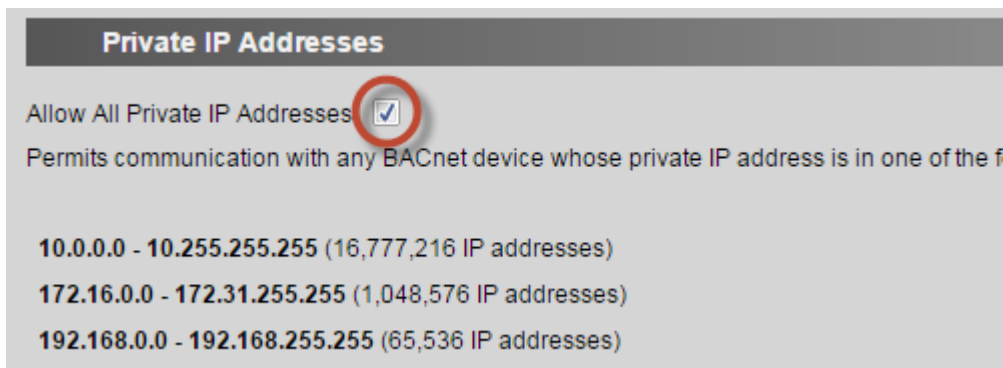 Private IP Addresses
Allow All Private IP Addresses
Permits communication with any BACnet device whose private IP address is in one of the
10.0.0.0 - 10.255.255.255 (16,777,216 IP addresses)
172.16.0.0 - 172.31.255.255 (1,048,576 IP addresses)
192.168.0.0 - 192.168.255.255 (65,536 IP addresses)